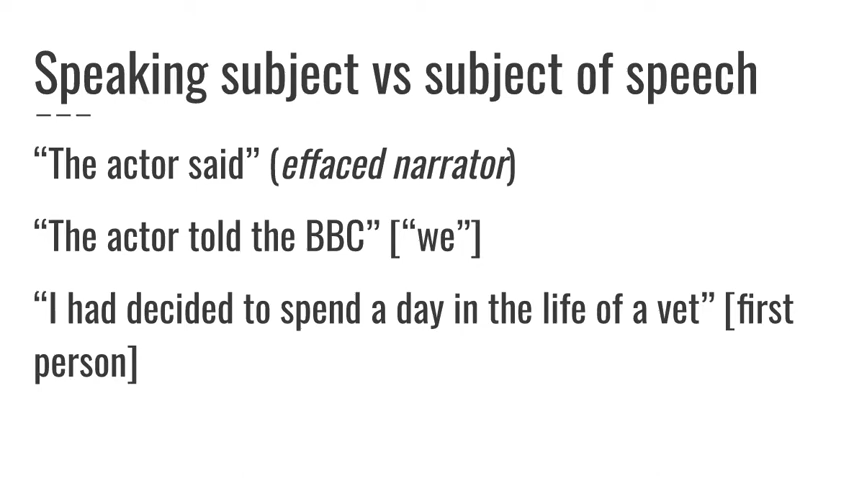 Speaking subject vs subject of speech
“The actor said” (effaced narrator)
“The actor told the BBC” [“we”]
“I had decided to spend a day in the life of a vet” [first
person]